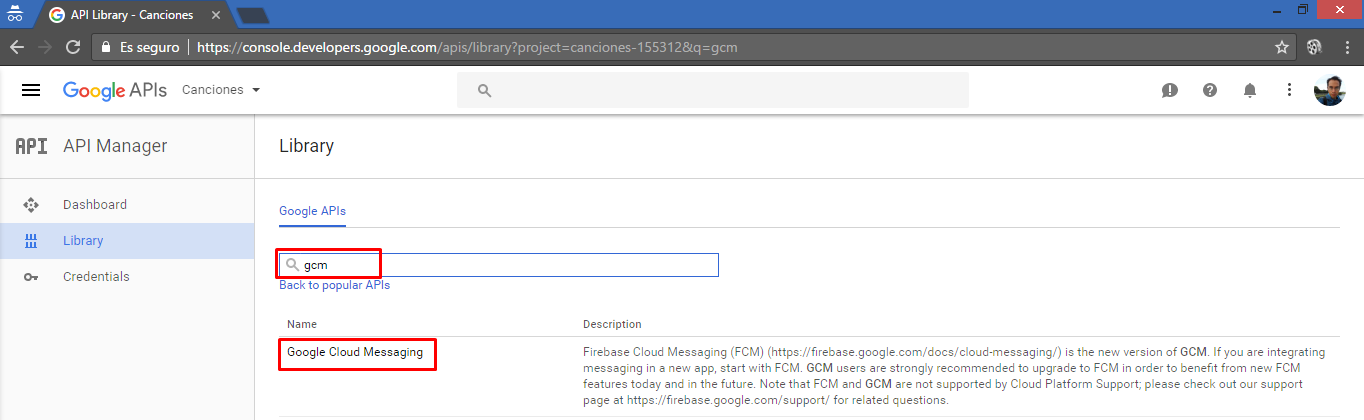 API Library - Canciones
Es seguro https://console.developers.google.com/apis/library?project=canciones-155312&q=gcm
Google APIs Canciones
API API Manager
Library
Dashboard
Library
Credentials
Google APIs
gcm
Back to popular APIs
Name Description
Google Cloud Messaging
Firebase Cloud Messaging (FCM) (https://firebase.google.com/docs/cloud-messaging/) is the new version of GCM. If you are integrating
messaging in a new app, start with FCM. GCM users are strongly recommended to upgrade to FCM in order to benefit from new FCM
features today and in the future. Note that FCM and GCM are not supported by Cloud Platform Support; please check out our support
page at https://firebase.google.com/support/ for related questions.